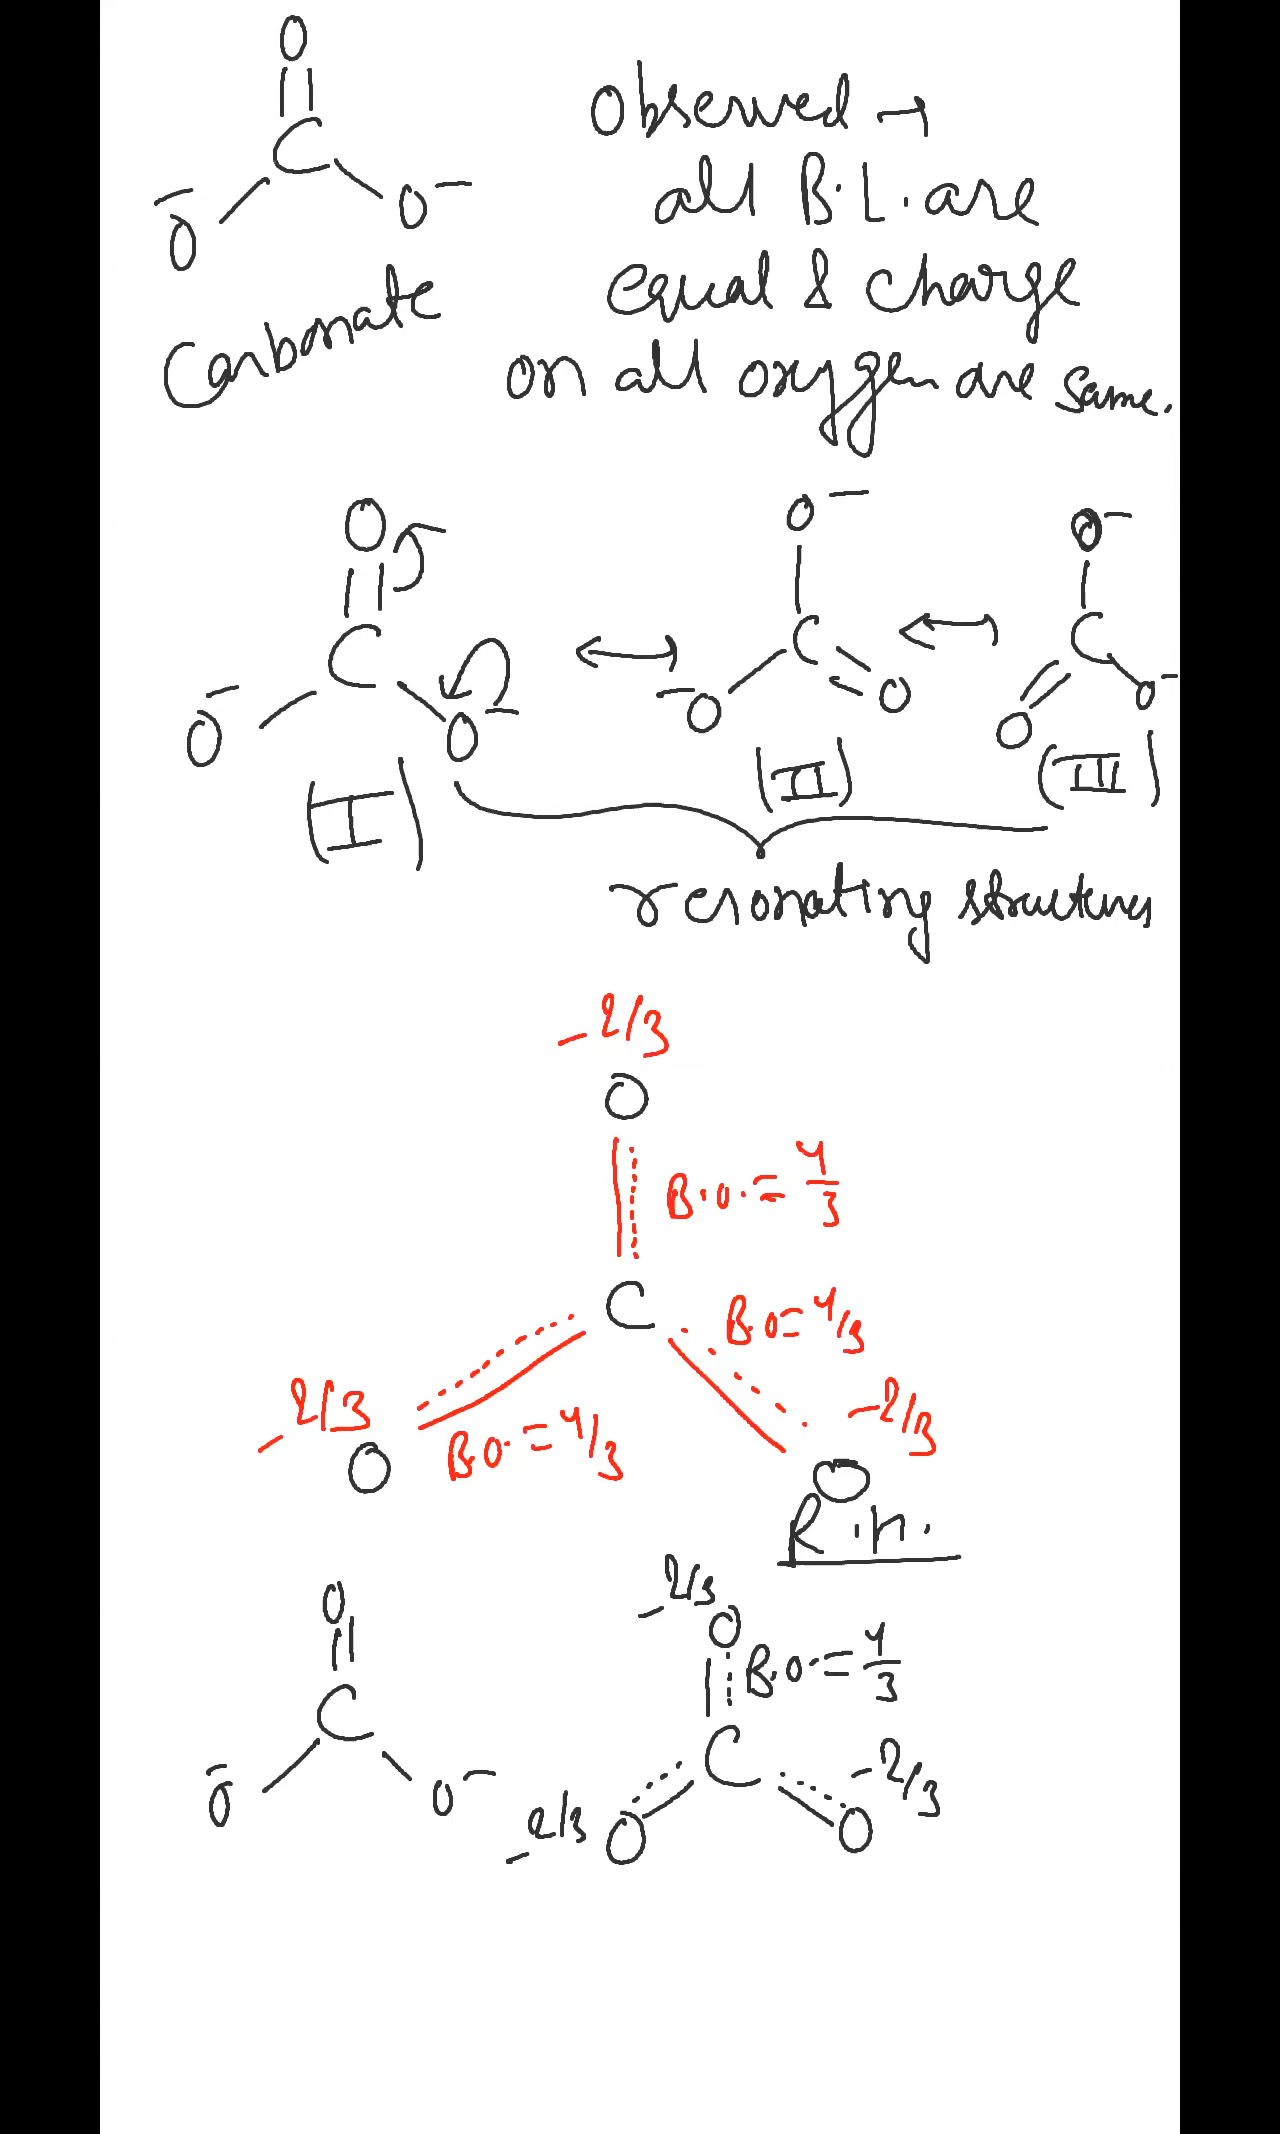 O
C
O⁻
O⁻
Carbonate
Observed →
all B.L. are
equal & charge
on all oxygen are same.
O
C
O⁻
O⁻
(I)
O⁻
C
⁻O
O
(II)
O⁻
C
O
O⁻
(III)
resonating structures
-2/3
O
B.O. = 4/3
C
B.O = 4/3
-2/3
O
B.O. = 4/3
-2/3
O
R.H.
O
C
O⁻
O⁻
-2/3
O
B.O. = 4/3
C
-2/3
O
-2/3
O